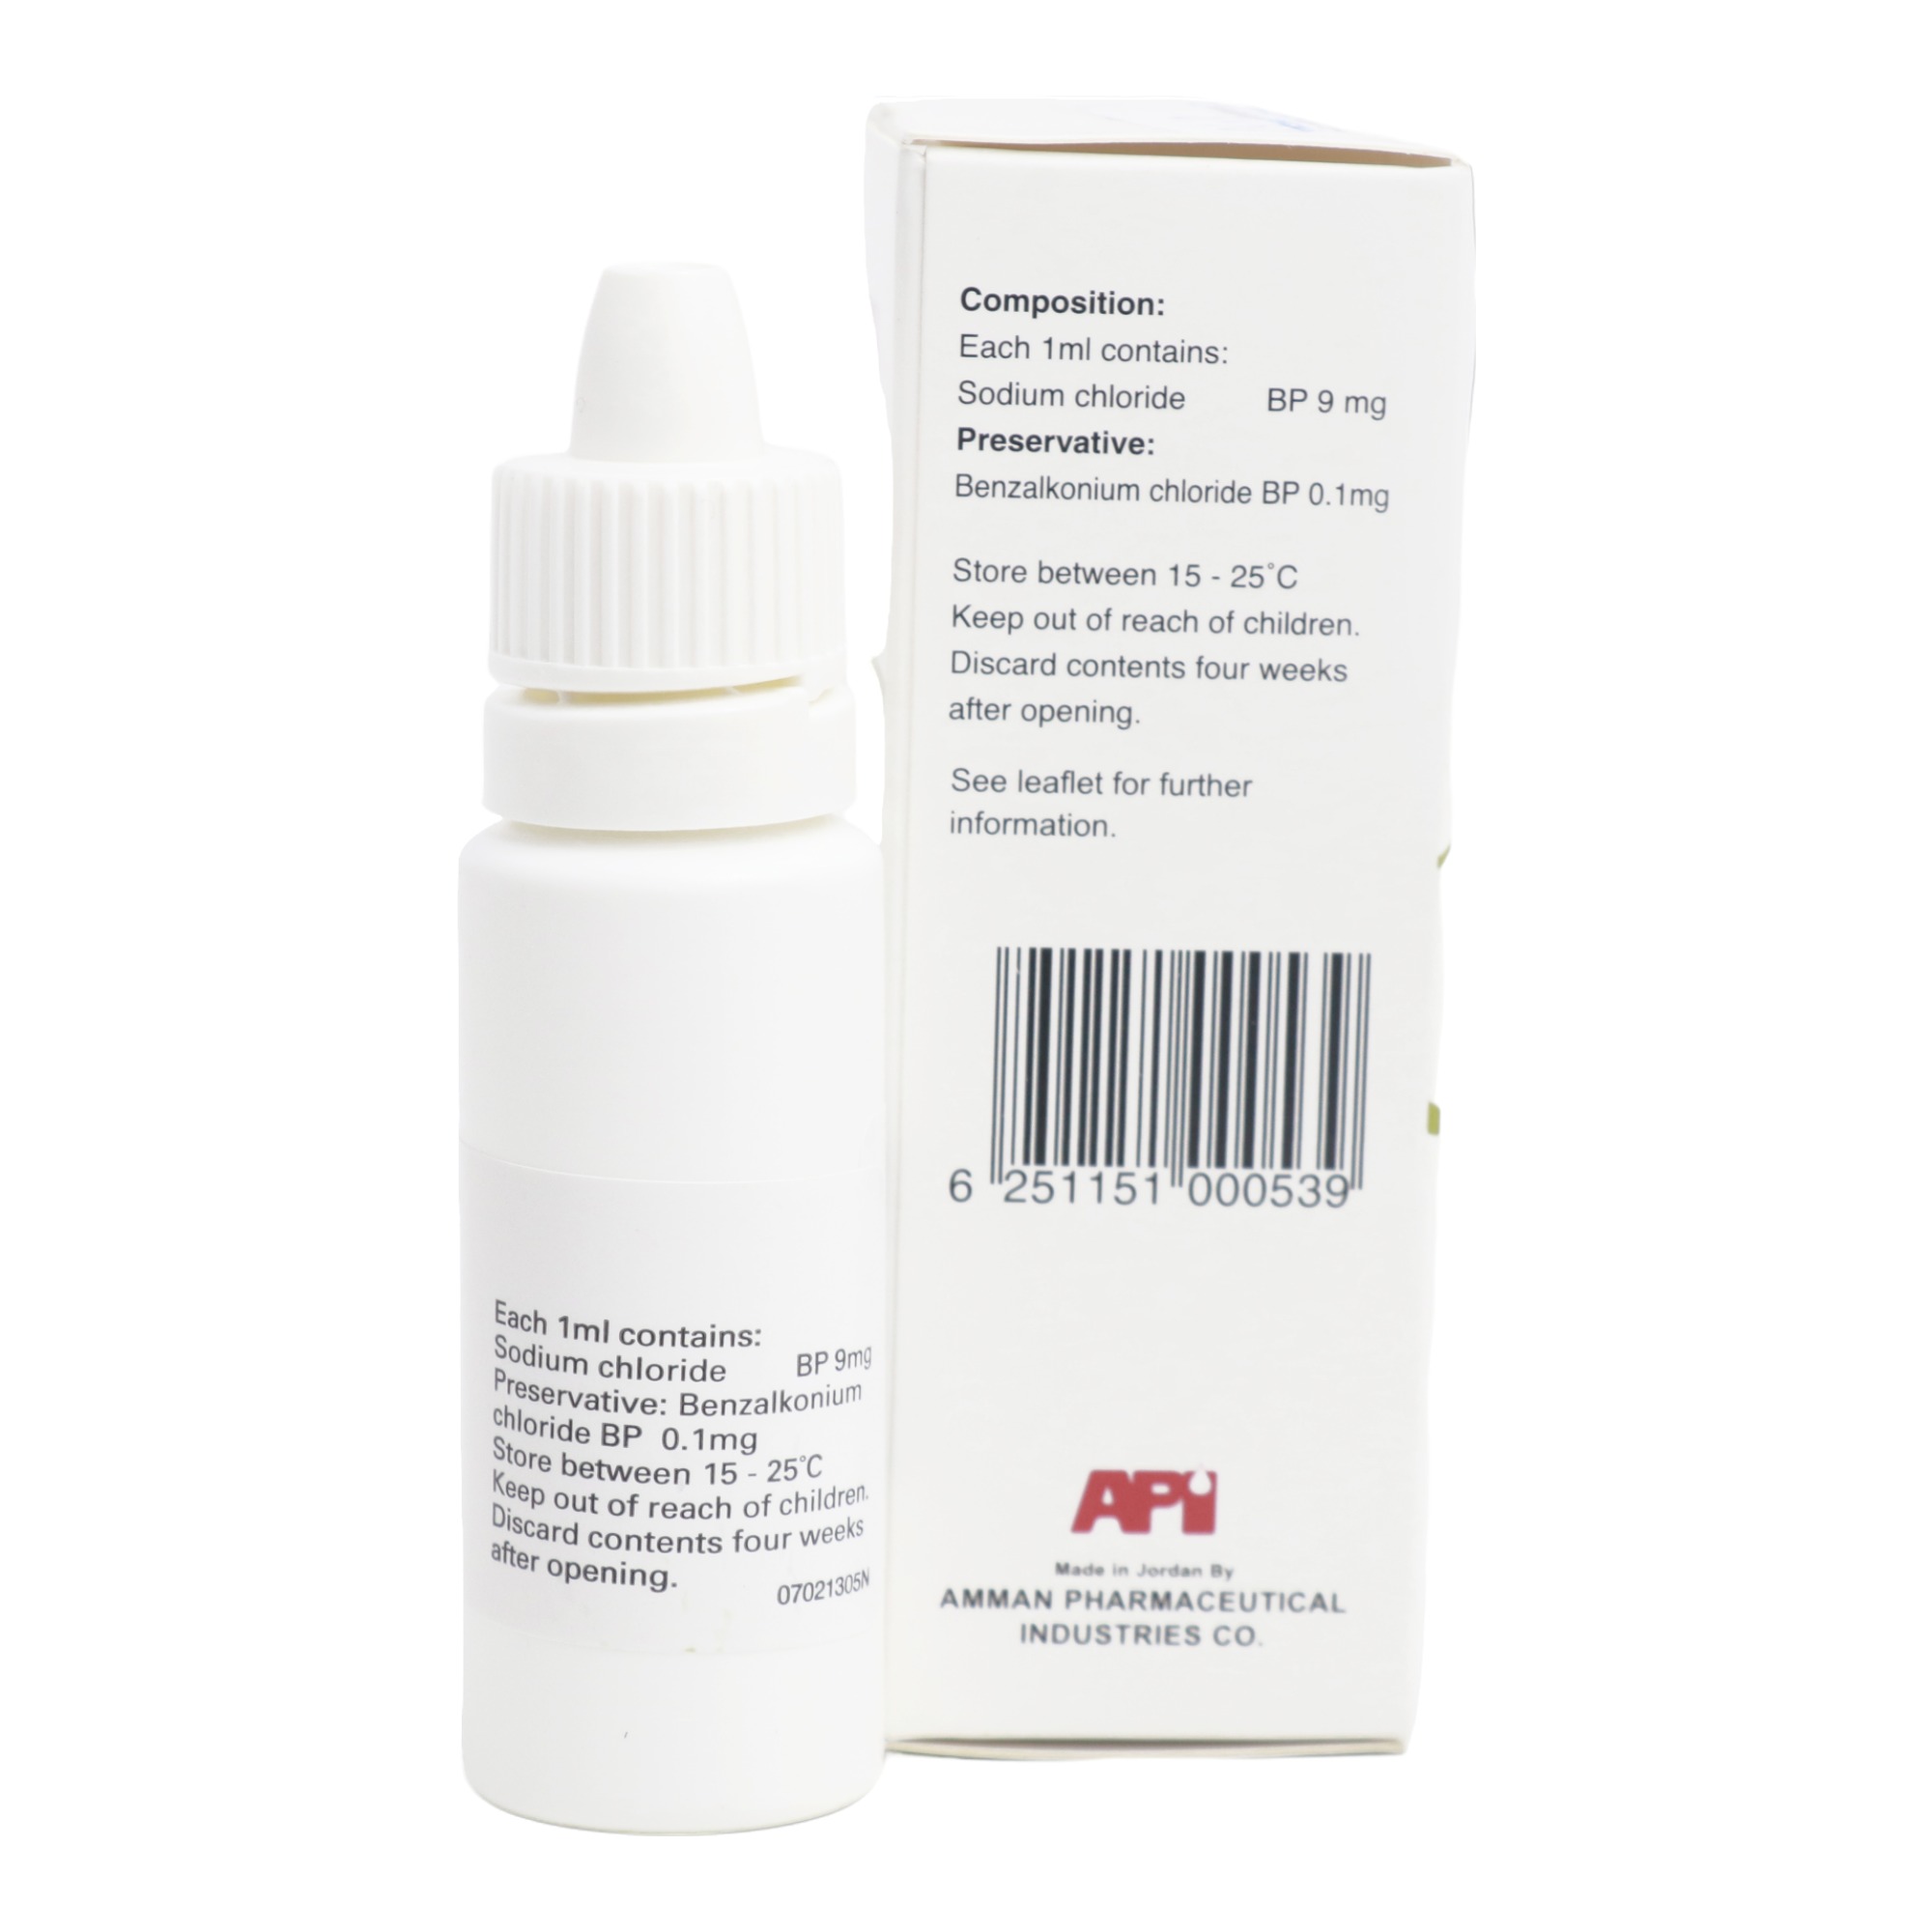 Composition:
Each 1ml contains:
Sodium chloride BP 9 mg
Preservative:
Benzalkonium chloride BP 0.1mg
Store between 15 - 25°C
Keep out of reach of children.
Discard contents four weeks
after opening.
See leaflet for further
information.
6 251151 000539
API
Made in Jordan By
AMMAN PHARMACEUTICAL
INDUSTRIES CO.
Each 1ml contains:
Sodium chloride BP 9mg
Preservative: Benzalkonium
chloride BP 0.1mg
Store between 15 - 25°C
Keep out of reach of children.
Discard contents four weeks
after opening.
07021305N